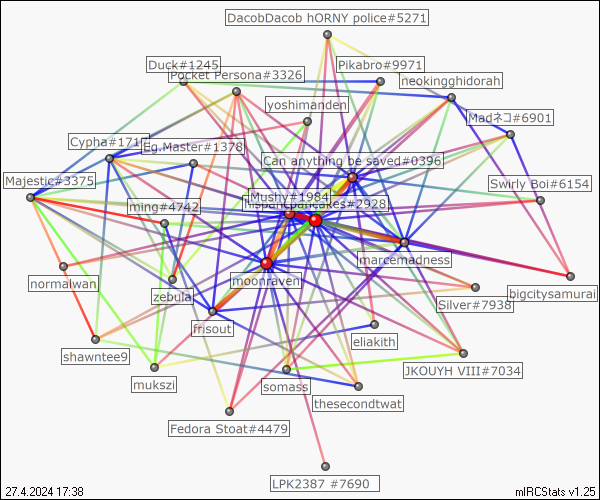 DacobDacob hORNY police#5271
Duck#1245
Pikabro#9971
Pocket Persona#3326
neokingghidorah
yoshimanden
Madネコ#6901
Cypha#171
Eg.Master#1378
Can anything be saved#0396
Majestic#3375
Swirly Boi#6154
Mushy#1984
hispanicpancakes#2928
ming#4742
marcemadness
normalwan
moonraven
bigcitysamurai
zebula
Silver#7938
frisout
eliakith
shawntee9
JKOUYH VIII#7034
mukszi
somass
thesecondtwat
Fedora Stoat#4479
LPK2387 #7690
27.4.2024 17:38
mIRCStats v1.25